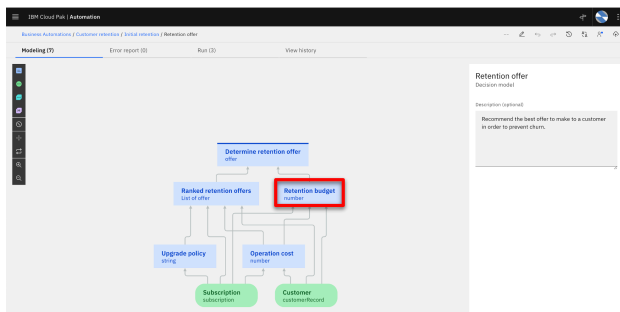 IBM Cloud Pak | Automation
Business Automations / Customer retention / Initial retention / Retention offer
Modeling (7)
Error report (0)
Run (3)
View history
Retention offer
Decision model
Description (optional)
Recommend the best offer to make to a customer
in order to prevent churn.
Determine retention offer
offer
Ranked retention offers
List of offer
Retention budget
number
Upgrade policy
string
Operation cost
number
Subscription
subscription
Customer
customerRecord